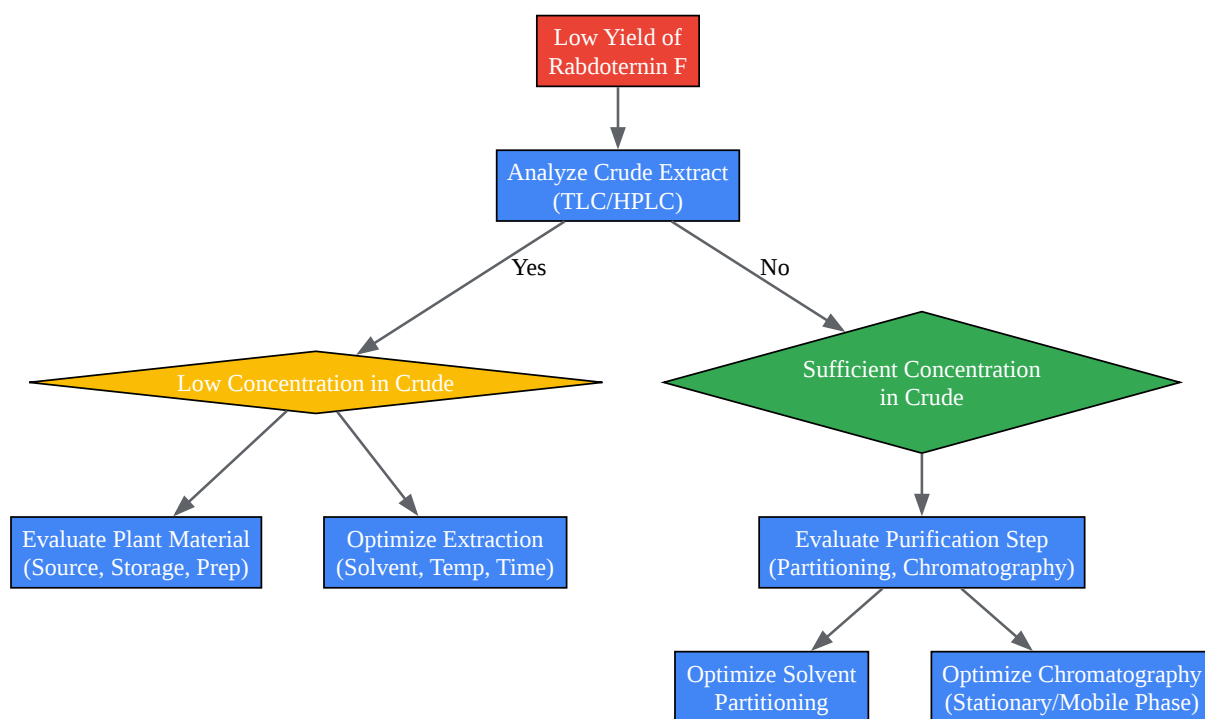 Low Yield of
Rabdoternin F
Analyze Crude Extract
(TLC/HPLC)
Yes
No
Low Concentration in Crude
Sufficient Concentration
in Crude
Evaluate Plant Material
(Source, Storage, Prep)
Optimize Extraction
(Solvent, Temp, Time)
Evaluate Purification Step
(Partitioning, Chromatography)
Optimize Solvent
Partitioning
Optimize Chromatography
(Stationary/Mobile Phase)